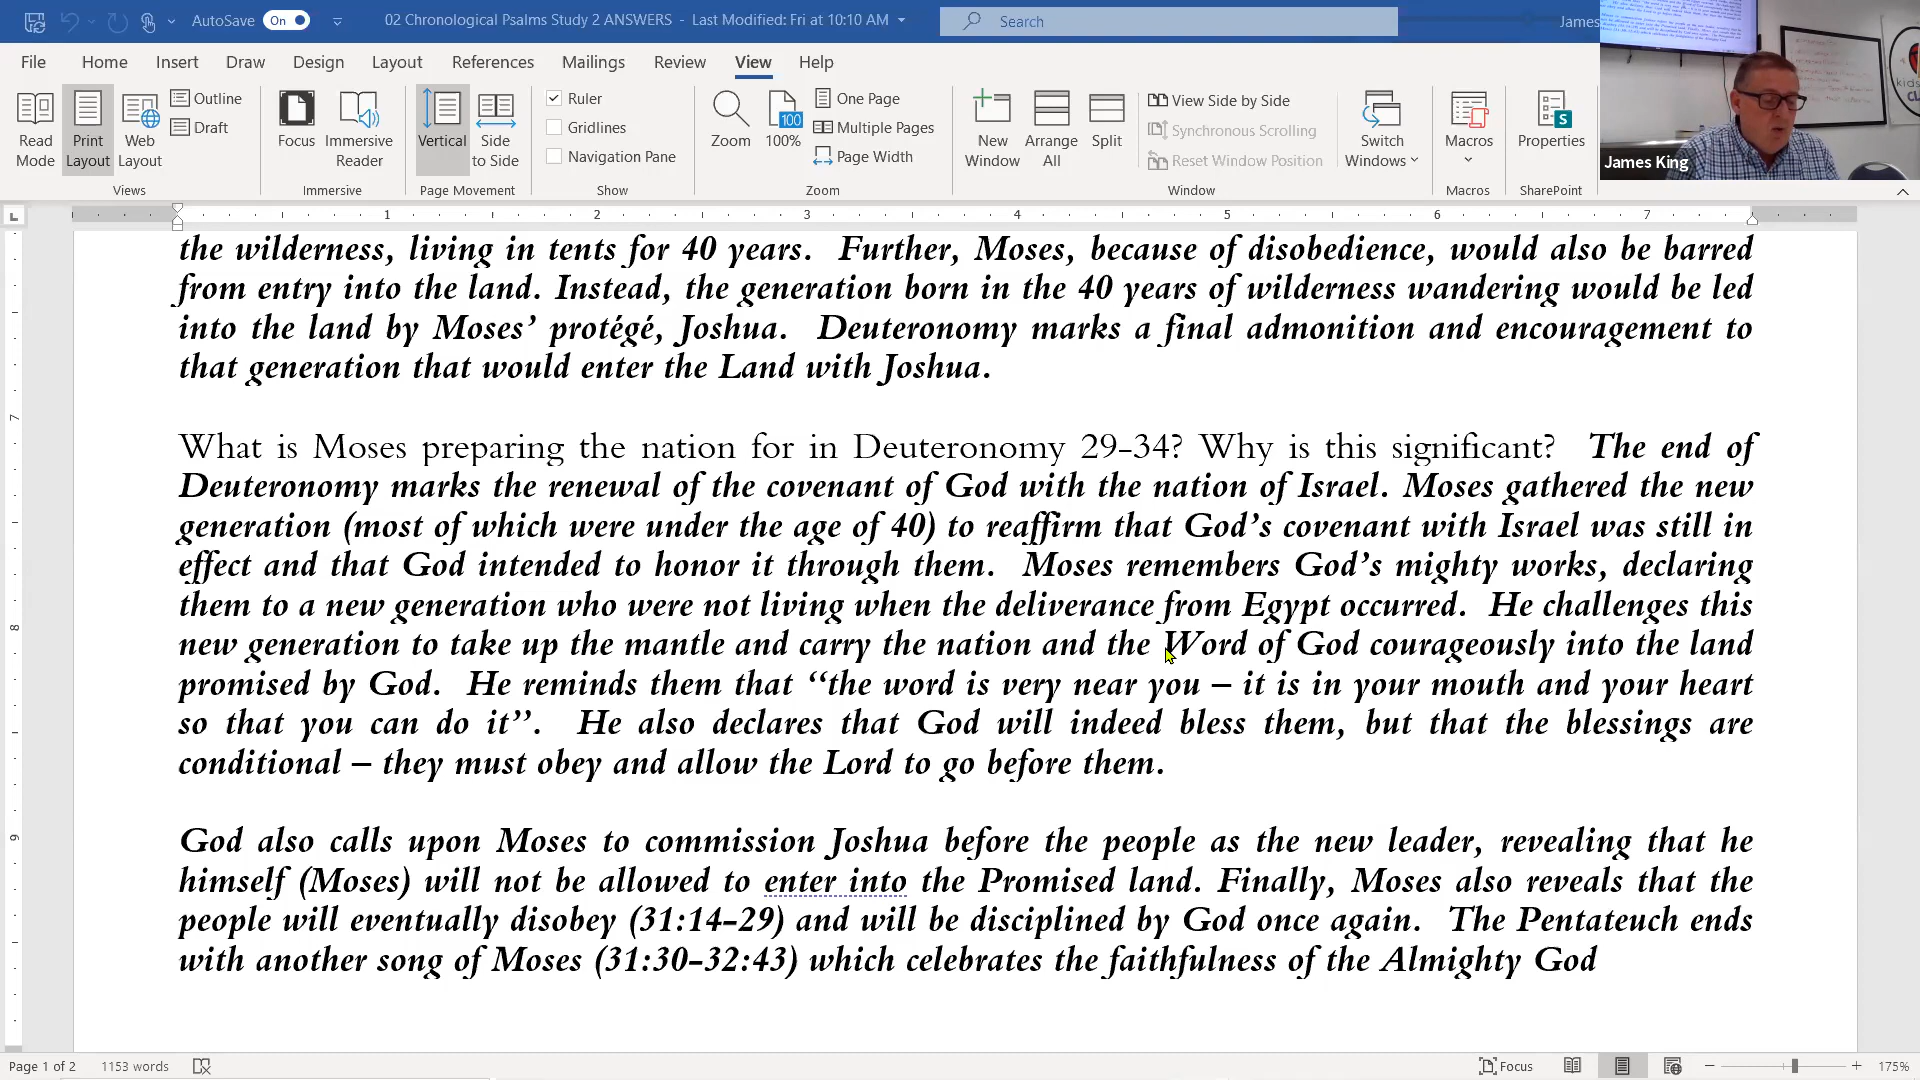 AutoSave On 02 Chronological Psalms Study 2 ANSWERS - Last Modified: Fri at 10:10 AM Search James
File Home Insert Draw Design Layout References Mailings Review View Help
Read Mode
Print Layout
Web Layout
Outline
Draft
Views
Focus
Immersive Reader
Immersive
Vertical
Side to Side
Page Movement
Ruler
Gridlines
Navigation Pane
Show
Zoom
100
100%
One Page
Multiple Pages
Page Width
Zoom
New Window
Arrange All
Split
View Side by Side
Synchronous Scrolling
Reset Window Position
Switch Windows
Window
Macros
Macros
S
Properties
SharePoint
James King
L
1 2 3 4 5 6 7
the wilderness, living in tents for 40 years. Further, Moses, because of disobedience, would also be barred
from entry into the land. Instead, the generation born in the 40 years of wilderness wandering would be led
into the land by Moses’ protégé, Joshua. Deuteronomy marks a final admonition and encouragement to
that generation that would enter the Land with Joshua.
7
What is Moses preparing the nation for in Deuteronomy 29-34? Why is this significant? The end of
Deuteronomy marks the renewal of the covenant of God with the nation of Israel. Moses gathered the new
generation (most of which were under the age of 40) to reaffirm that God’s covenant with Israel was still in
effect and that God intended to honor it through them. Moses remembers God’s mighty works, declaring
them to a new generation who were not living when the deliverance from Egypt occurred. He challenges this
8
new generation to take up the mantle and carry the nation and the Word of God courageously into the land
promised by God. He reminds them that “the word is very near you – it is in your mouth and your heart
so that you can do it”. He also declares that God will indeed bless them, but that the blessings are
conditional – they must obey and allow the Lord to go before them.
9
God also calls upon Moses to commission Joshua before the people as the new leader, revealing that he
himself (Moses) will not be allowed to enter into the Promised land. Finally, Moses also reveals that the
people will eventually disobey (31:14-29) and will be disciplined by God once again. The Pentateuch ends
with another song of Moses (31:30-32:43) which celebrates the faithfulness of the Almighty God
Page 1 of 2 1153 words Focus 175%